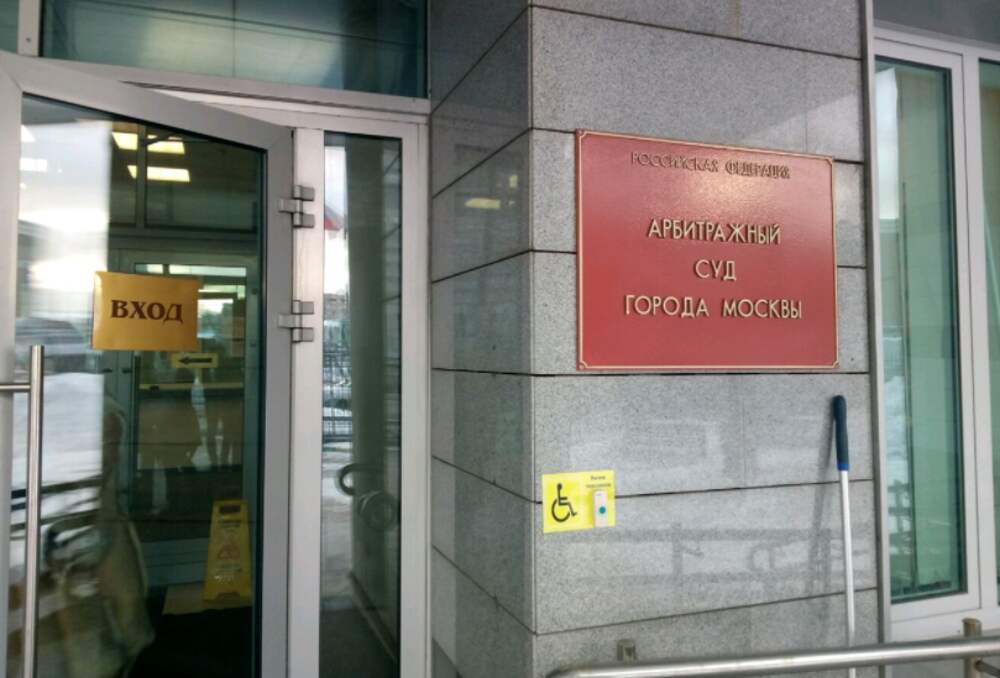 ВХОД
РОССИЙСКАЯ ФЕДЕРАЦИЯ
АРБИТРАЖНЫЙ
СУД
ГОРОДА МОСКВЫ